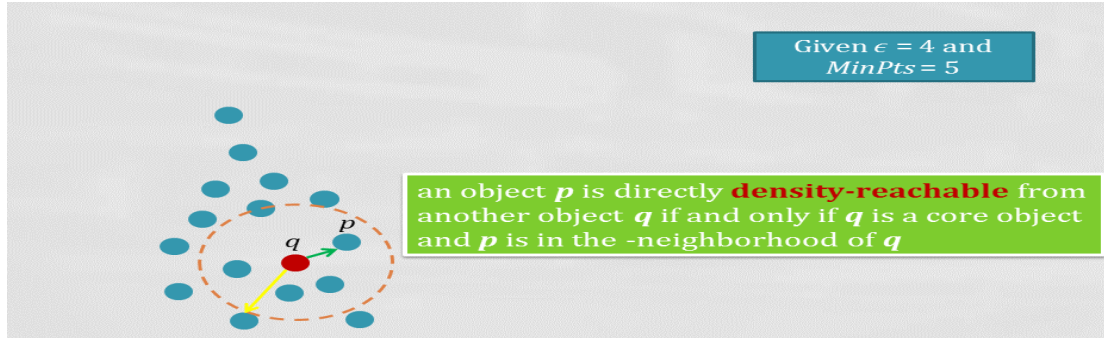 Given ϵ = 4 and
MinPts = 5
an object p is directly density-reachable from
another object q if and only if q is a core object
and p is in the -neighborhood of q
p
q